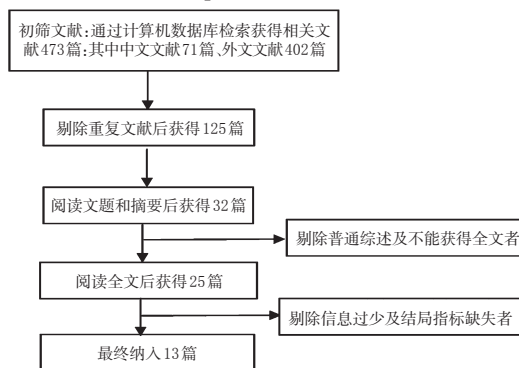 初筛文献:通过计算机数据库检索获得相关文
献473篇:其中中文文献71篇、外文文献402篇
剔除重复文献后获得125篇
阅读文题和摘要后获得32篇
剔除普通综述及不能获得全文者
阅读全文后获得25篇
剔除信息过少及结局指标缺失者
最终纳入13篇